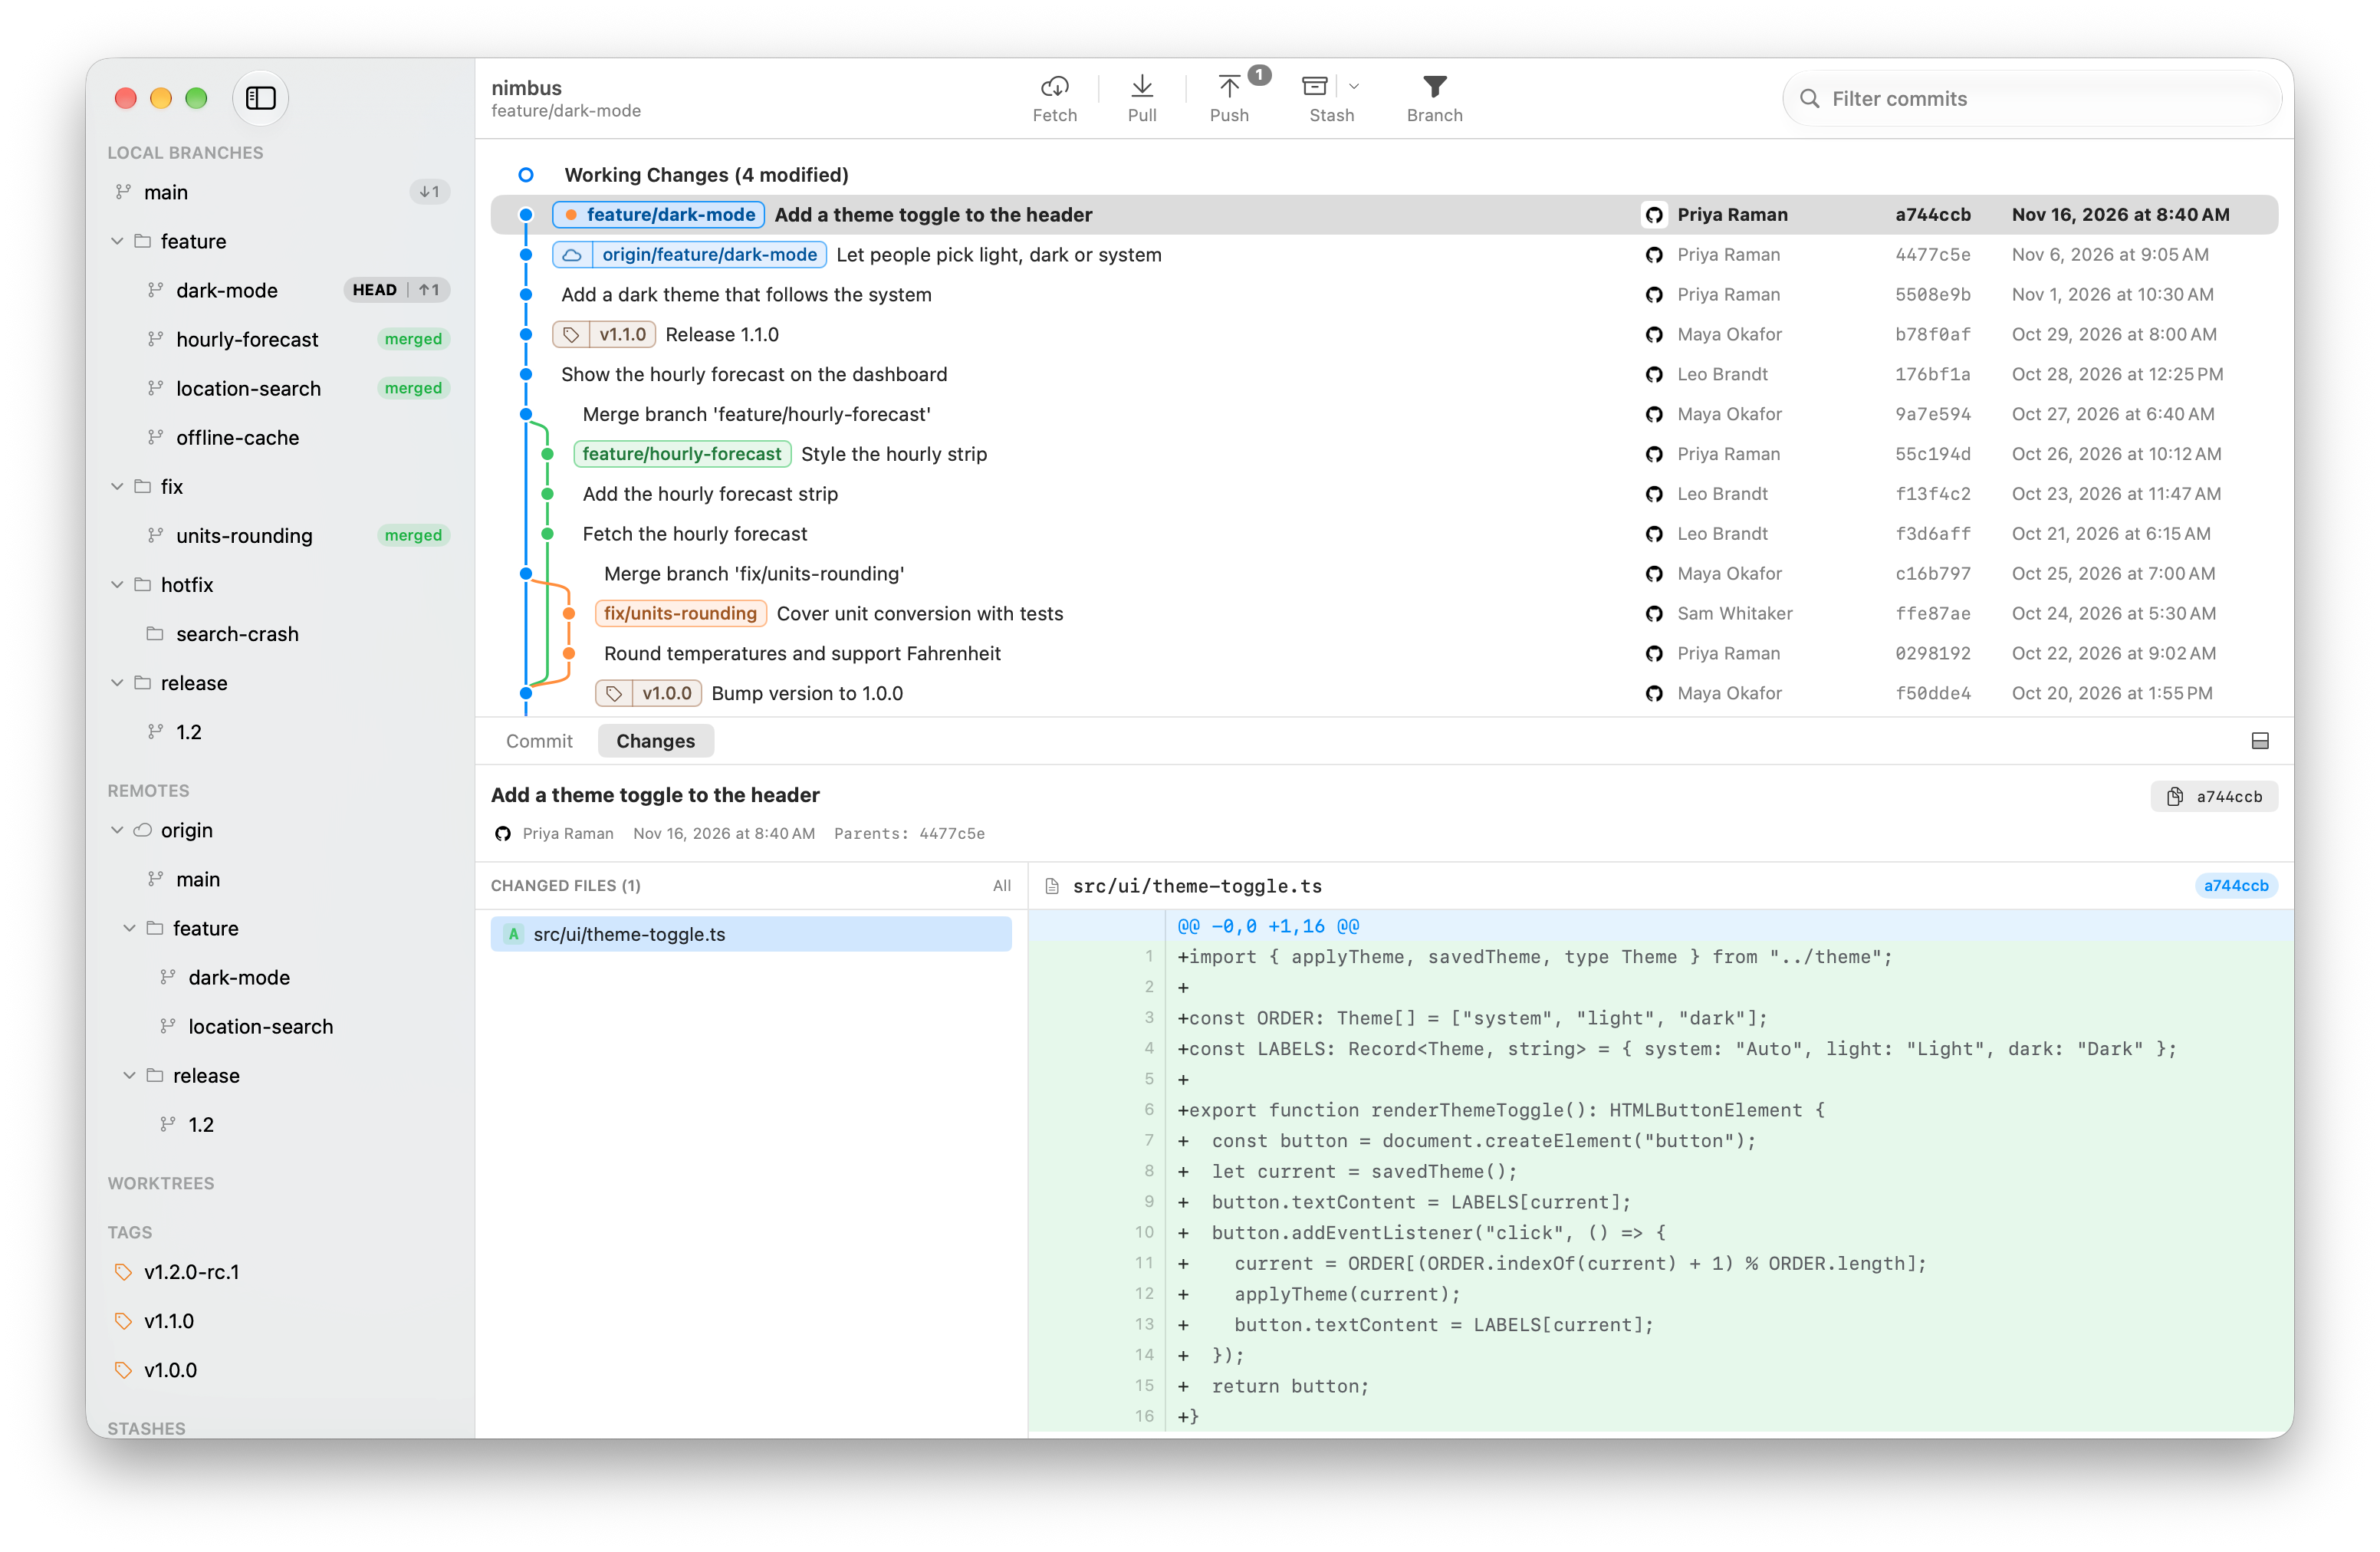 nimbus
feature/dark-mode
Fetch
Pull
Push
1
Stash
Branch
Filter commits
LOCAL BRANCHES
main ↓1
feature
dark-mode HEAD ↑1
hourly-forecast merged
location-search merged
offline-cache
fix
units-rounding merged
hotfix
search-crash
release
1.2
REMOTES
origin
main
feature
dark-mode
location-search
release
1.2
WORKTREES
TAGS
v1.2.0-rc.1
v1.1.0
v1.0.0
STASHES
Working Changes (4 modified)
feature/dark-mode Add a theme toggle to the header Priya Raman a744ccb Nov 16, 2026 at 8:40 AM
origin/feature/dark-mode Let people pick light, dark or system Priya Raman 4477c5e Nov 6, 2026 at 9:05 AM
Add a dark theme that follows the system Priya Raman 5508e9b Nov 1, 2026 at 10:30 AM
v1.1.0 Release 1.1.0 Maya Okafor b78f0af Oct 29, 2026 at 8:00 AM
Show the hourly forecast on the dashboard Leo Brandt 176bf1a Oct 28, 2026 at 12:25 PM
Merge branch 'feature/hourly-forecast' Maya Okafor 9a7e594 Oct 27, 2026 at 6:40 AM
feature/hourly-forecast Style the hourly strip Priya Raman 55c194d Oct 26, 2026 at 10:12 AM
Add the hourly forecast strip Leo Brandt f13f4c2 Oct 23, 2026 at 11:47 AM
Fetch the hourly forecast Leo Brandt f3d6aff Oct 21, 2026 at 6:15 AM
Merge branch 'fix/units-rounding' Maya Okafor c16b797 Oct 25, 2026 at 7:00 AM
fix/units-rounding Cover unit conversion with tests Sam Whitaker ffe87ae Oct 24, 2026 at 5:30 AM
Round temperatures and support Fahrenheit Priya Raman 0298192 Oct 22, 2026 at 9:02 AM
v1.0.0 Bump version to 1.0.0 Maya Okafor f50dde4 Oct 20, 2026 at 1:55 PM
Commit Changes
Add a theme toggle to the header
a744ccb
Priya Raman Nov 16, 2026 at 8:40 AM Parents: 4477c5e
CHANGED FILES (1) All
A src/ui/theme-toggle.ts
src/ui/theme-toggle.ts a744ccb
@@ -0,0 +1,16 @@
1 +import { applyTheme, savedTheme, type Theme } from "../theme";
2 +
3 +const ORDER: Theme[] = ["system", "light", "dark"];
4 +const LABELS: Record<Theme, string> = { system: "Auto", light: "Light", dark: "Dark" };
5 +
6 +export function renderThemeToggle(): HTMLButtonElement {
7 +  const button = document.createElement("button");
8 +  let current = savedTheme();
9 +  button.textContent = LABELS[current];
10 +  button.addEventListener("click", () => {
11 +    current = ORDER[(ORDER.indexOf(current) + 1) % ORDER.length];
12 +    applyTheme(current);
13 +    button.textContent = LABELS[current];
14 +  });
15 +  return button;
16 +}